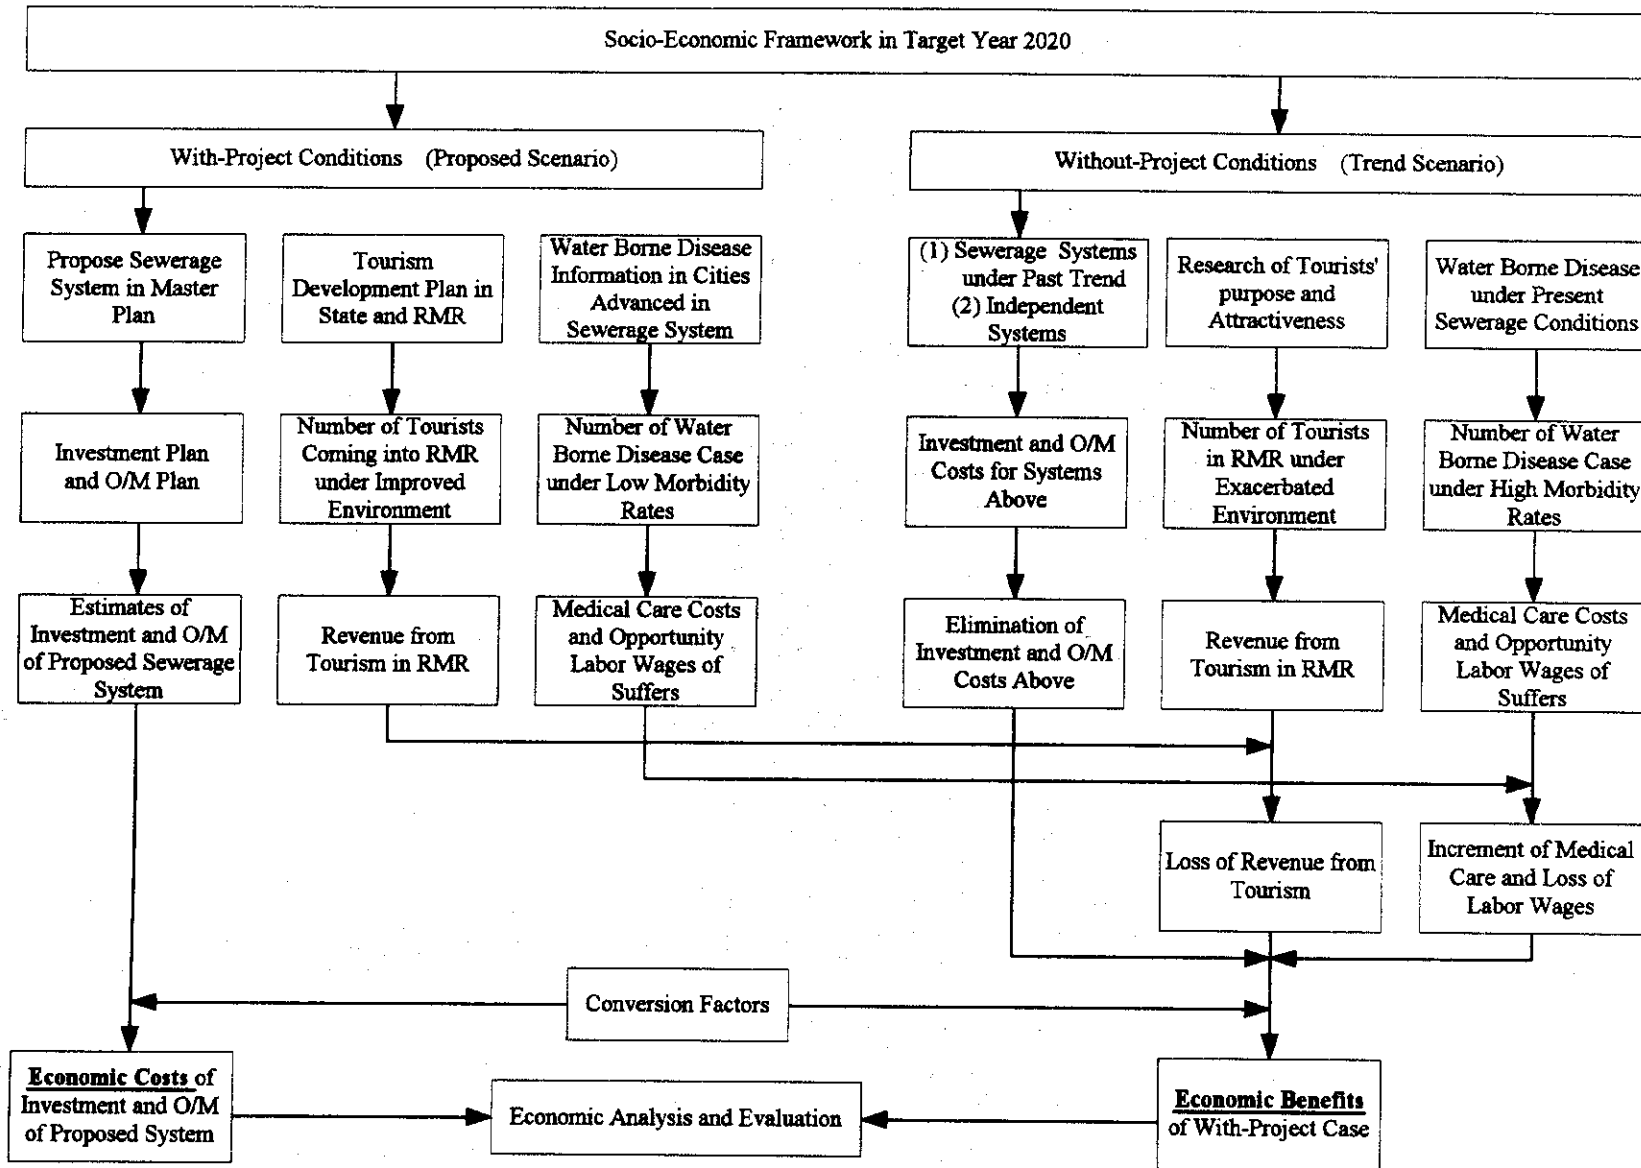 Socio-Economic Framework in Target Year 2020
With-Project Conditions (Proposed Scenario)
Without-Project Conditions (Trend Scenario)
Propose Sewerage
System in Master
Plan
Tourism
Development Plan in
State and RMR
Water Borne Disease
Information in Cities
Advanced in
Sewerage System
(1) Sewerage Systems
under Past Trend
(2) Independent
Systems
Research of Tourists'
purpose and
Attractiveness
Water Borne Disease
under Present
Sewerage Conditions
Investment Plan
and O/M Plan
Number of Tourists
Coming into RMR
under Improved
Environment
Number of Water
Borne Disease Case
under Low Morbidity
Rates
Investment and O/M
Costs for Systems
Above
Number of Tourists
in RMR under
Exacerbated
Environment
Number of Water
Borne Disease Case
under High Morbidity
Rates
Estimates of
Investment and O/M
of Proposed Sewerage
System
Revenue from
Tourism in RMR
Medical Care Costs
and Opportunity
Labor Wages of
Suffers
Elimination of
Investment and O/M
Costs Above
Revenue from
Tourism in RMR
Medical Care Costs
and Opportunity
Labor Wages of
Suffers
Loss of Revenue from
Tourism
Increment of Medical
Care and Loss of
Labor Wages
Conversion Factors
Economic Costs of
Investment and O/M
of Proposed System
Economic Analysis and Evaluation
Economic Benefits
of With-Project Case